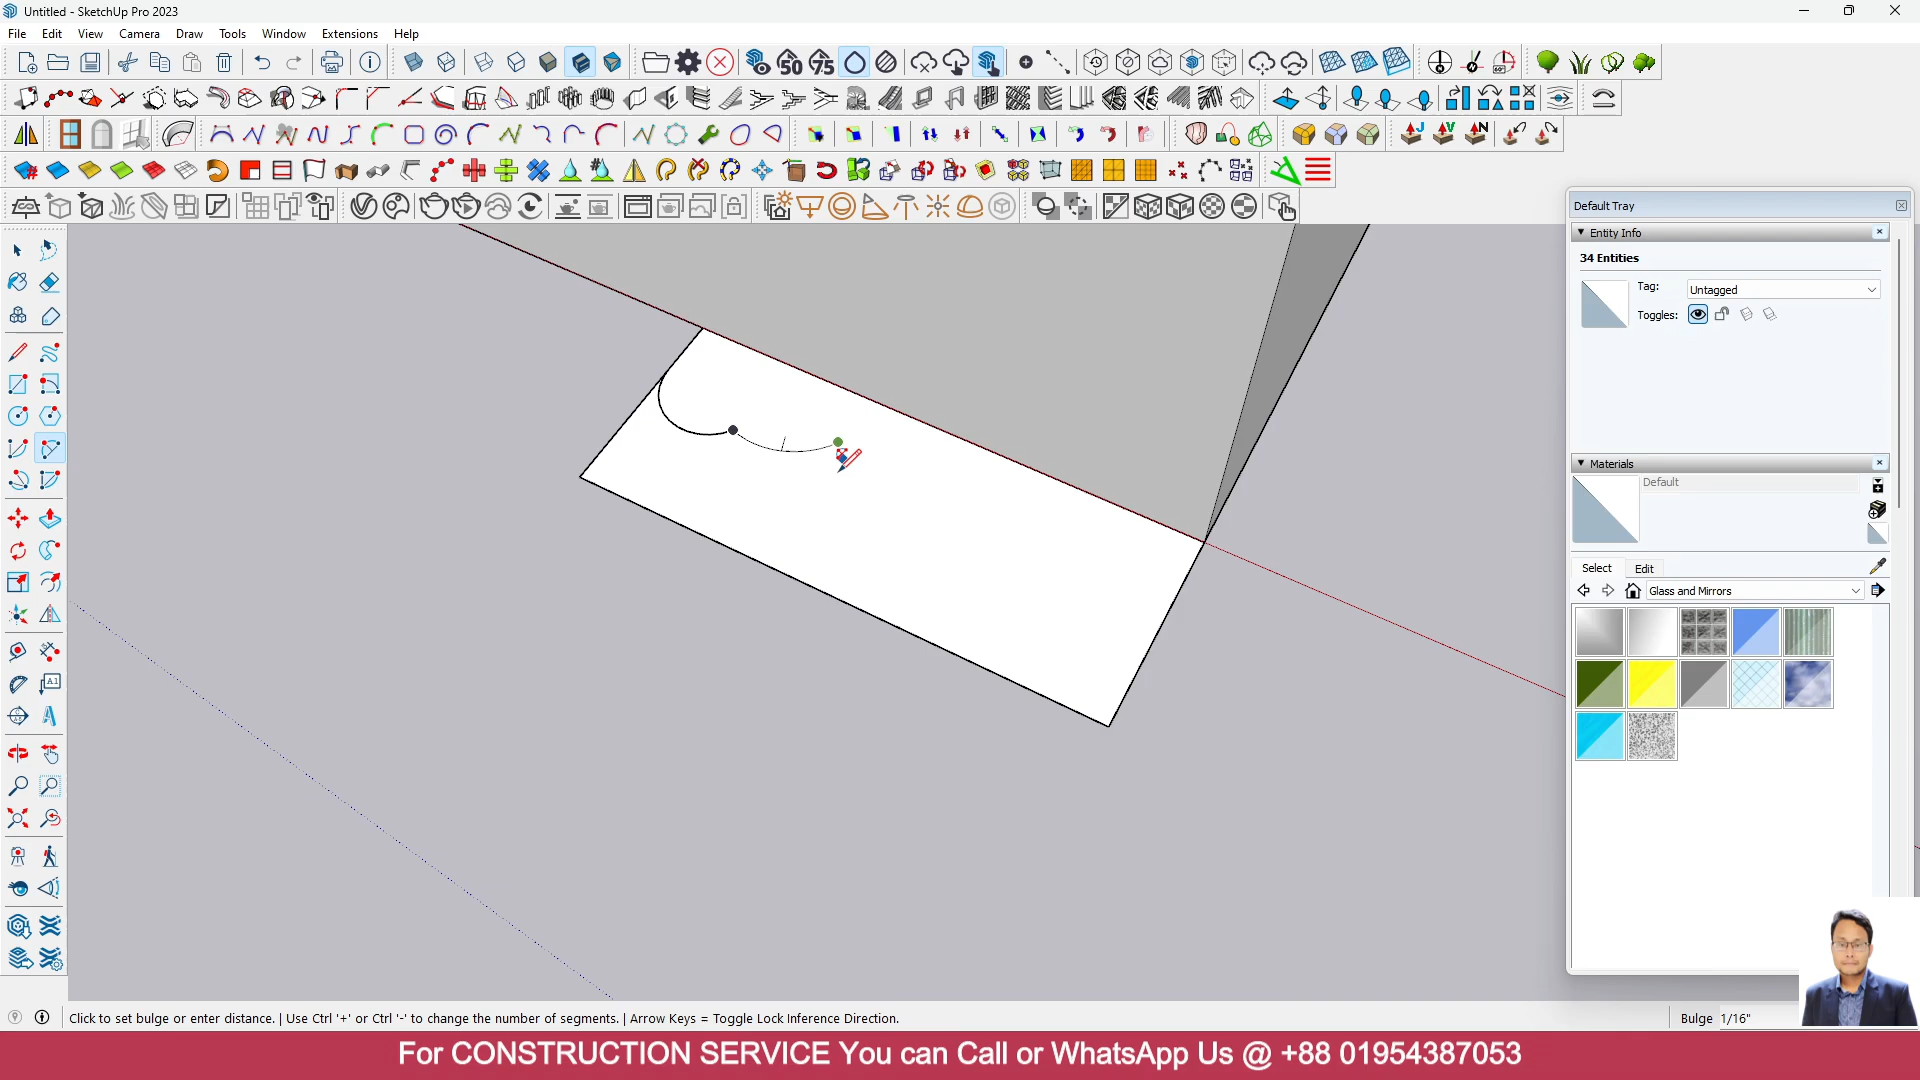 Untitled - SketchUp Pro 2023
File Edit View Camera Draw Tools Window Extensions Help
50 75
J V N
A1
Default Tray
Entity Info
34 Entities
Tag: Untagged
Toggles:
Materials
Default
Select Edit
Glass and Mirrors
Click to set bulge or enter distance. | Use Ctrl '+' or Ctrl '-' to change the number of segments. | Arrow Keys = Toggle Lock Inference Direction.
Bulge 1/16"
For CONSTRUCTION SERVICE You can Call or WhatsApp Us @ +88 01954387053